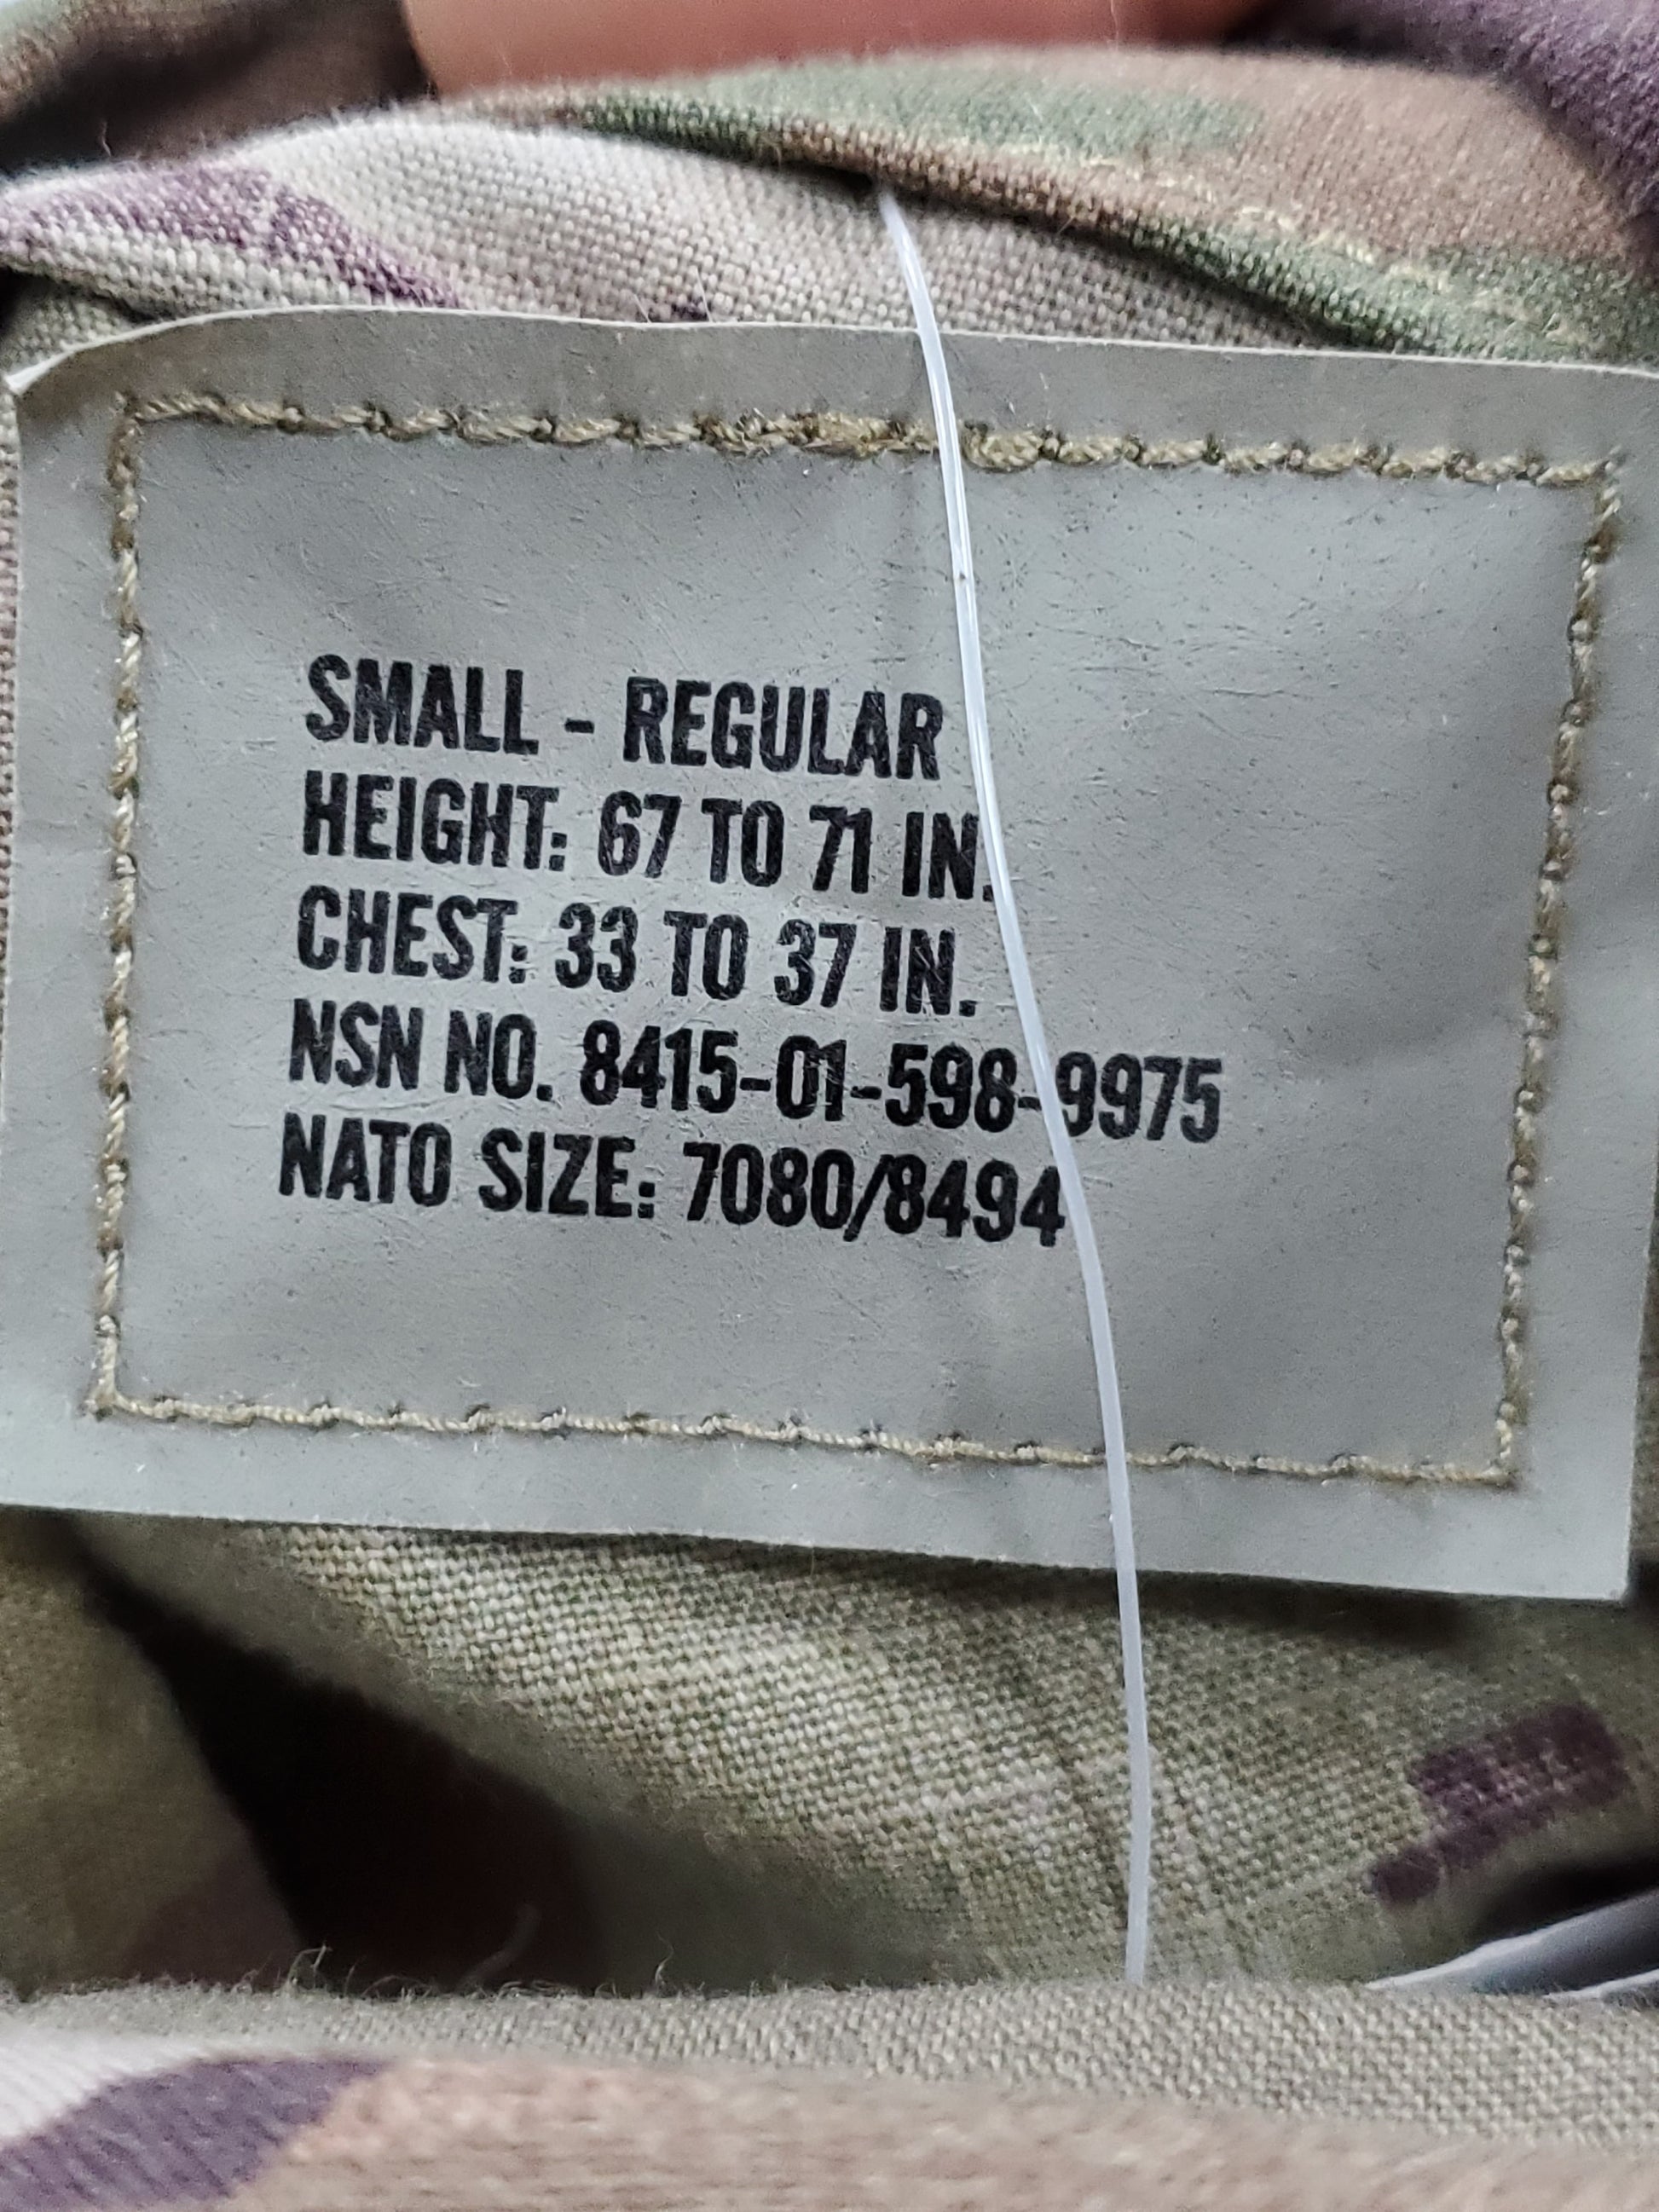 SMALL - REGULAR
HEIGHT: 67 TO 71 IN.
CHEST: 33 TO 37 IN.
NSN NO. 8415-01-598-9975
NATO SIZE: 7080/8494